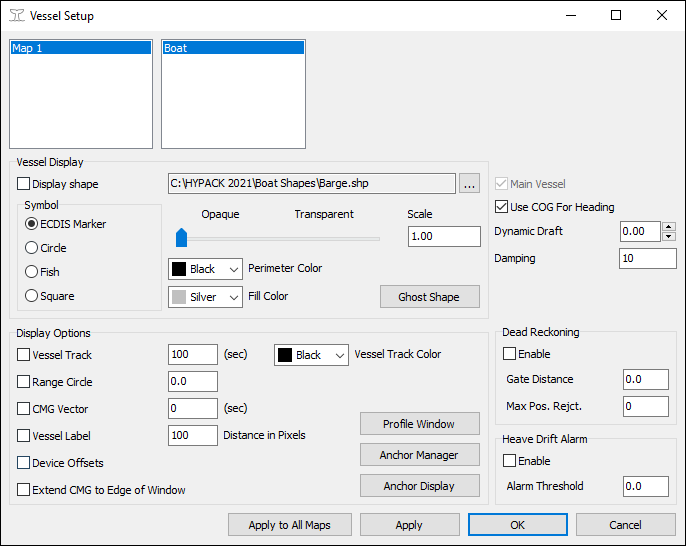 Vessel Setup
Map 1
Boat
Vessel Display
Display shape
C:\HYPACK 2021\Boat Shapes\Barge.shp
...
Symbol
ECDIS Marker
Circle
Fish
Square
Opaque Transparent Scale
1.00
Black Perimeter Color
Silver Fill Color
Ghost Shape
Main Vessel
Use COG For Heading
Dynamic Draft 0.00
Damping 10
Display Options
Vessel Track 100 (sec) Black Vessel Track Color
Range Circle 0.0
CMG Vector 0 (sec)
Vessel Label 100 Distance in Pixels
Device Offsets
Extend CMG to Edge of Window
Profile Window
Anchor Manager
Anchor Display
Dead Reckoning
Enable
Gate Distance 0.0
Max Pos. Rejct. 0
Heave Drift Alarm
Enable
Alarm Threshold 0.0
Apply to All Maps Apply OK Cancel